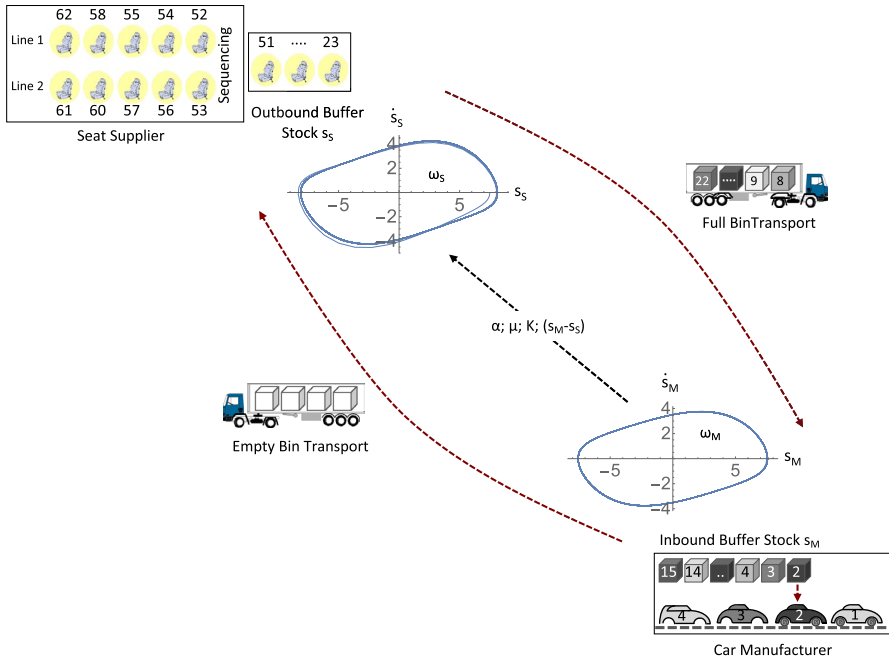 62 58 55 54 52
Line 1
Line 2
61 60 57 56 53
Sequencing
Seat Supplier
51 .... 23
Outbound Buffer
Stock sS
ṡS
4
2
ωS
sS
−5
5
−2
−4
22 .... 9 8
Full BinTransport
α; μ; K; (sM-sS)
Empty Bin Transport
ṡM
4
2
ωM
sM
−5
5
−2
−4
Inbound Buffer Stock sM
15 14 .. 4 3 2
4 3 2 1
Car Manufacturer